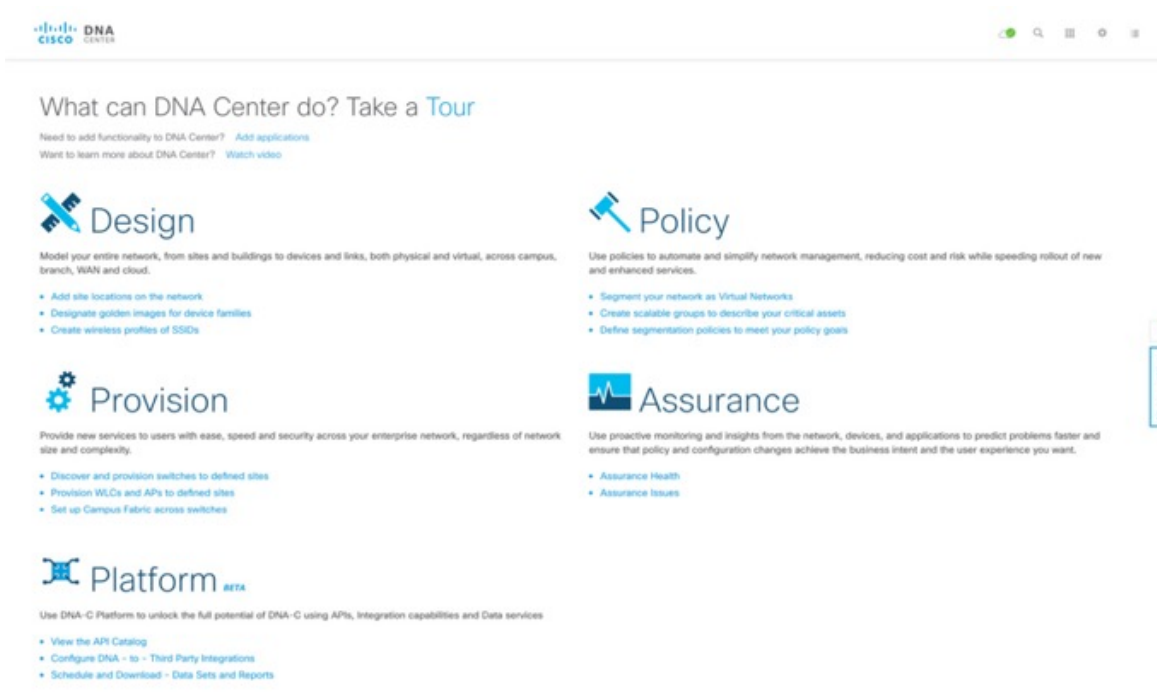 CISCO DNA CENTER
What can DNA Center do? Take a Tour
Need to add functionality to DNA Center? Add applications
Want to learn more about DNA Center? Watch video
Design
Model your entire network, from sites and buildings to devices and links, both physical and virtual, across campus,
branch, WAN and cloud.
• Add site locations on the network
• Designate golden images for device families
• Create wireless profiles of SSIDs
Policy
Use policies to automate and simplify network management, reducing cost and risk while speeding rollout of new
and enhanced services.
• Segment your network as Virtual Networks
• Create scalable groups to describe your critical assets
• Define segmentation policies to meet your policy goals
Provision
Provide new services to users with ease, speed and security across your enterprise network, regardless of network
size and complexity.
• Discover and provision switches to defined sites
• Provision WLCs and APs to defined sites
• Set up Campus Fabric across switches
Assurance
Use proactive monitoring and insights from the network, devices, and applications to predict problems faster and
ensure that policy and configuration changes achieve the business intent and the user experience you want.
• Assurance Health
• Assurance Issues
Platform BETA
Use DNA-C Platform to unlock the full potential of DNA-C using APIs, Integration capabilities and Data services
• View the API Catalog
• Configure DNA - to - Third Party Integrations
• Schedule and Download - Data Sets and Reports